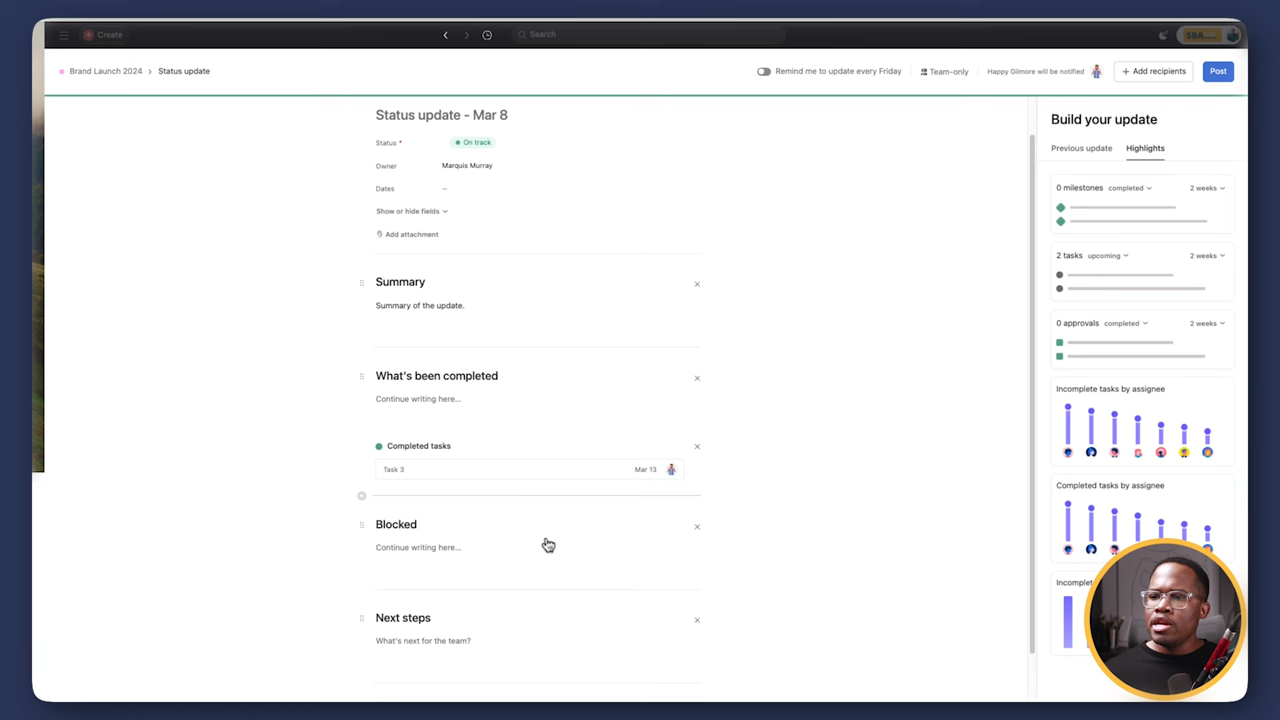 Create
Search
SBA
Brand Launch 2024 › Status update
Remind me to update every Friday
Team-only
Happy Gilmore will be notified
+ Add recipients
Post
Status update - Mar 8
Status * On track
Owner Marquis Murray
Dates –
Show or hide fields
Add attachment
Summary
Summary of the update.
What's been completed
Continue writing here...
Completed tasks
Task 3 Mar 13
Blocked
Continue writing here...
Next steps
What's next for the team?
Build your update
Previous update Highlights
0 milestones completed 2 weeks
2 tasks upcoming 2 weeks
0 approvals completed 2 weeks
Incomplete tasks by assignee
Completed tasks by assignee